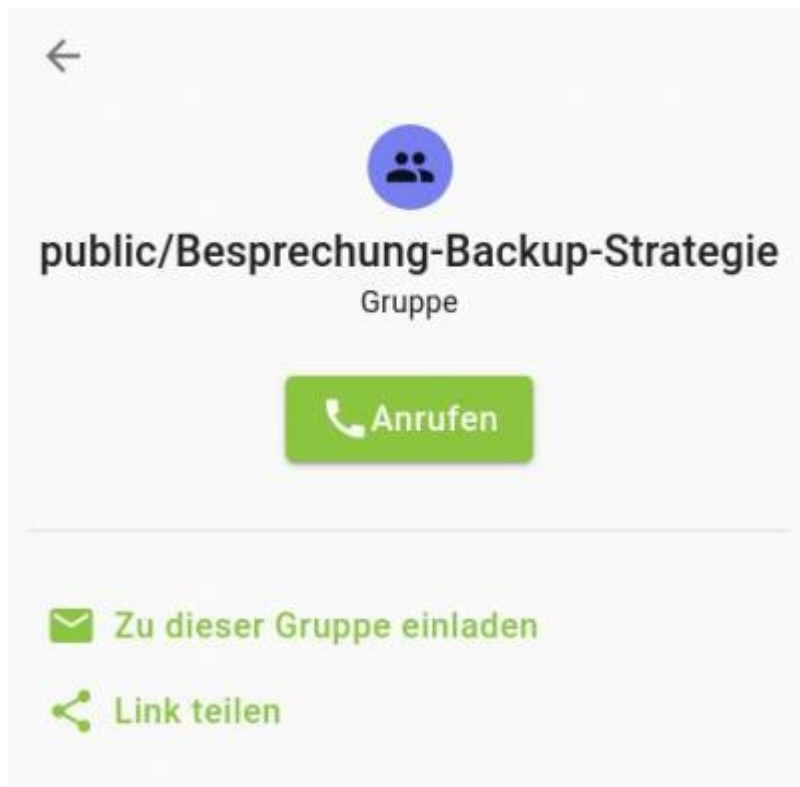 public/Besprechung-Backup-Strategie
Gruppe
Anrufen
Zu dieser Gruppe einladen
Link teilen